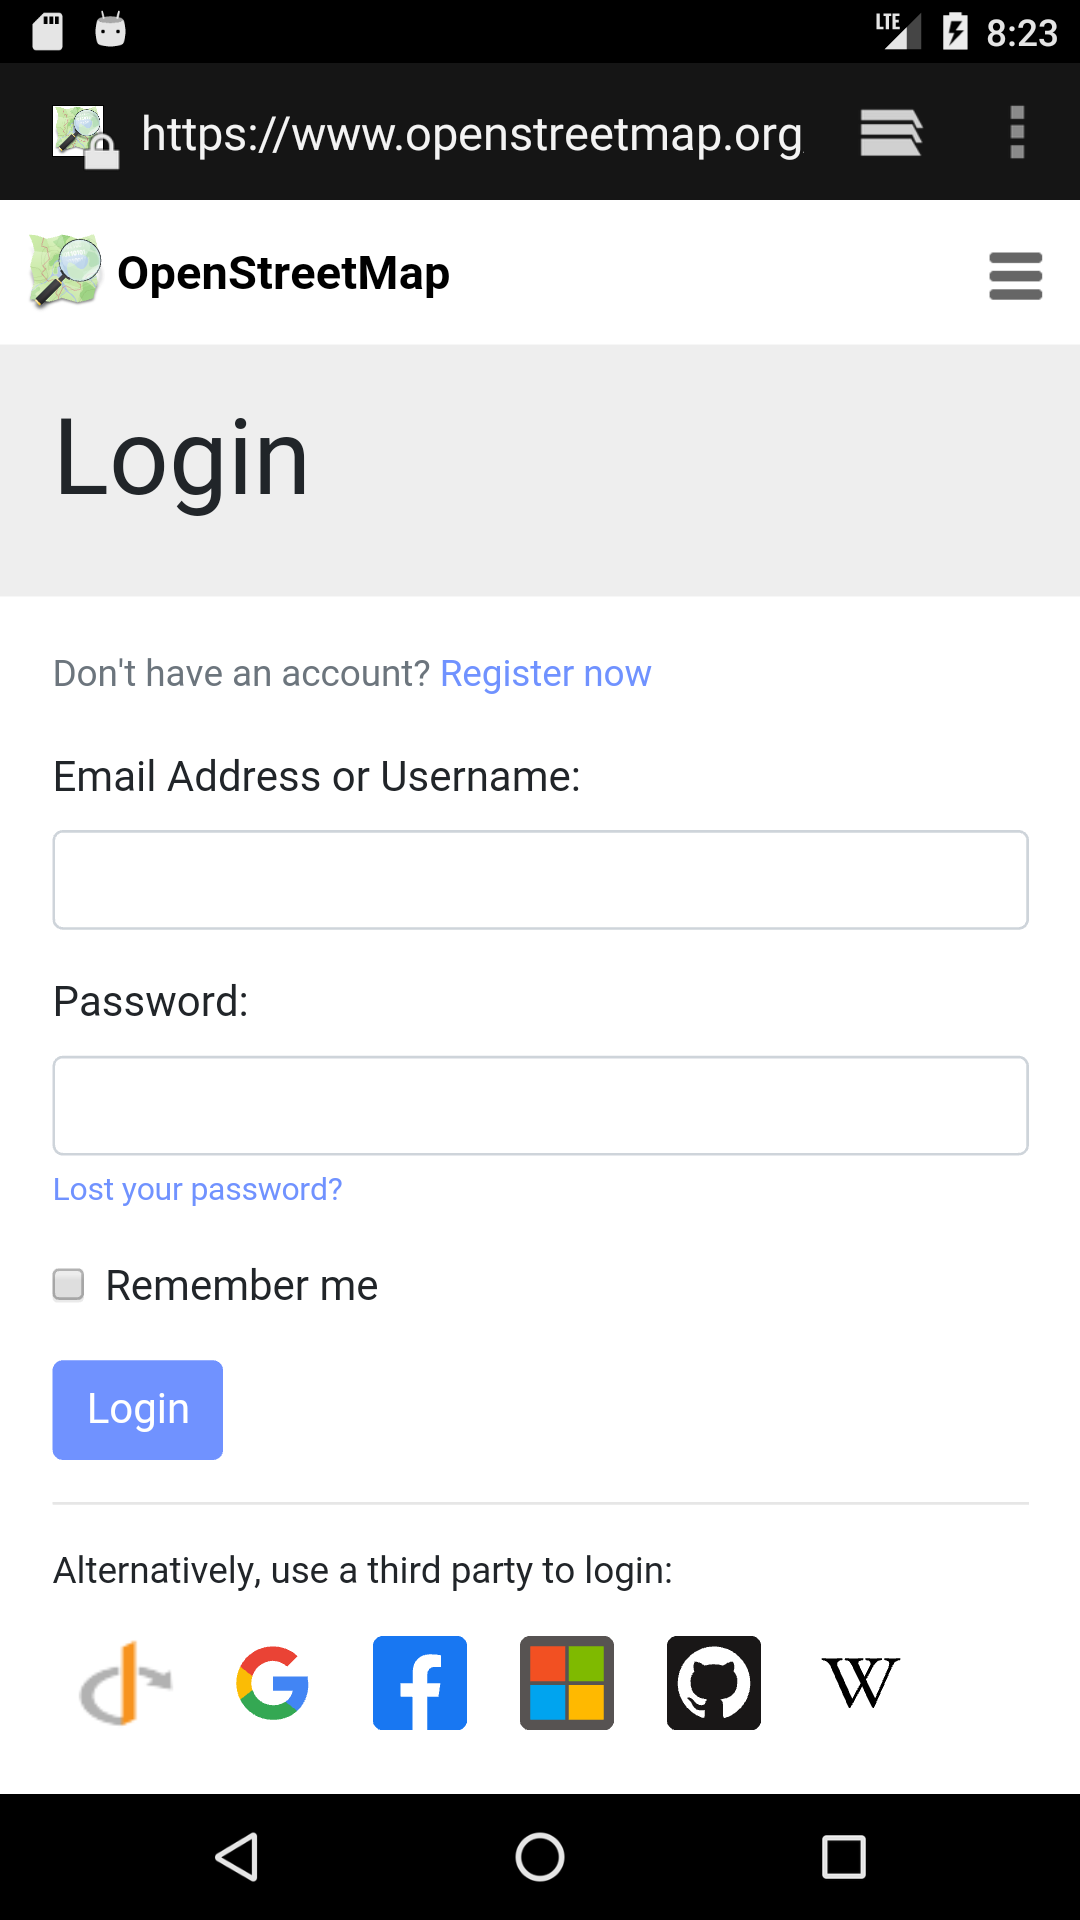 LTE 8:23
https://www.openstreetmap.org
OpenStreetMap
Login
Don't have an account? Register now
Email Address or Username:
Password:
Lost your password?
Remember me
Login
Alternatively, use a third party to login: